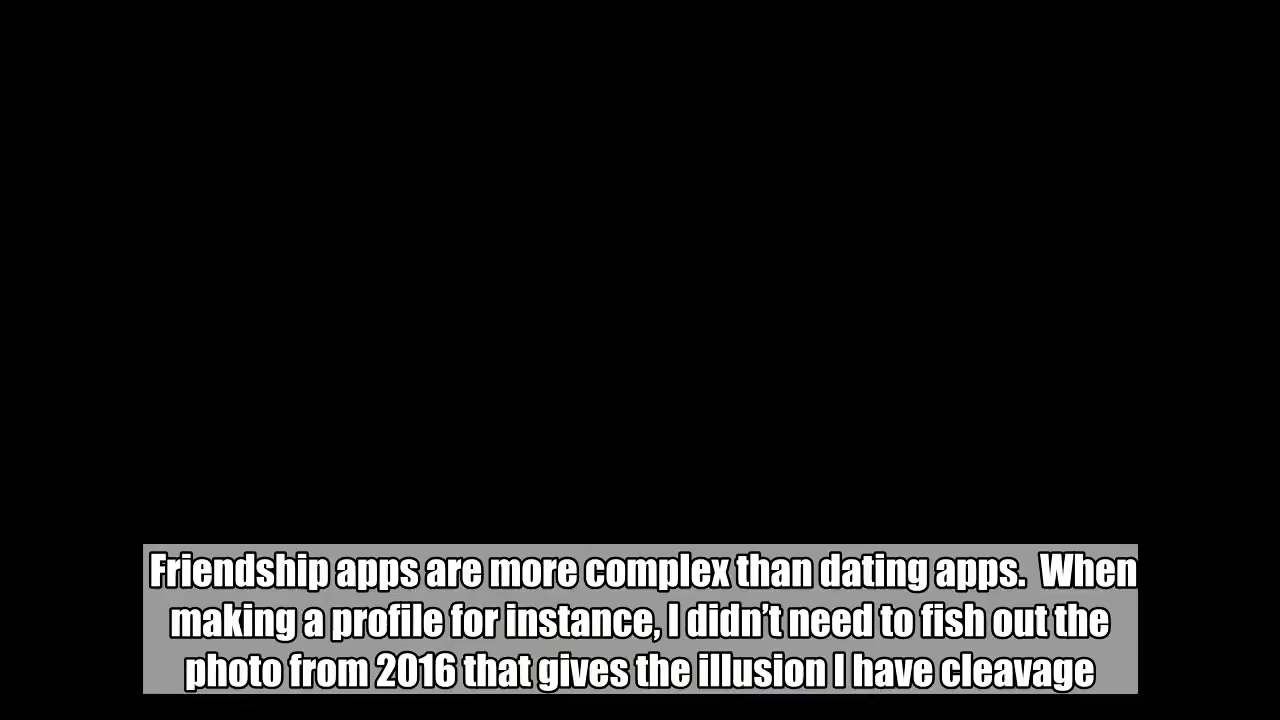 Friendship apps are more complex than dating apps.  When
making a profile for instance, I didn’t need to fish out the
photo from 2016 that gives the illusion I have cleavage